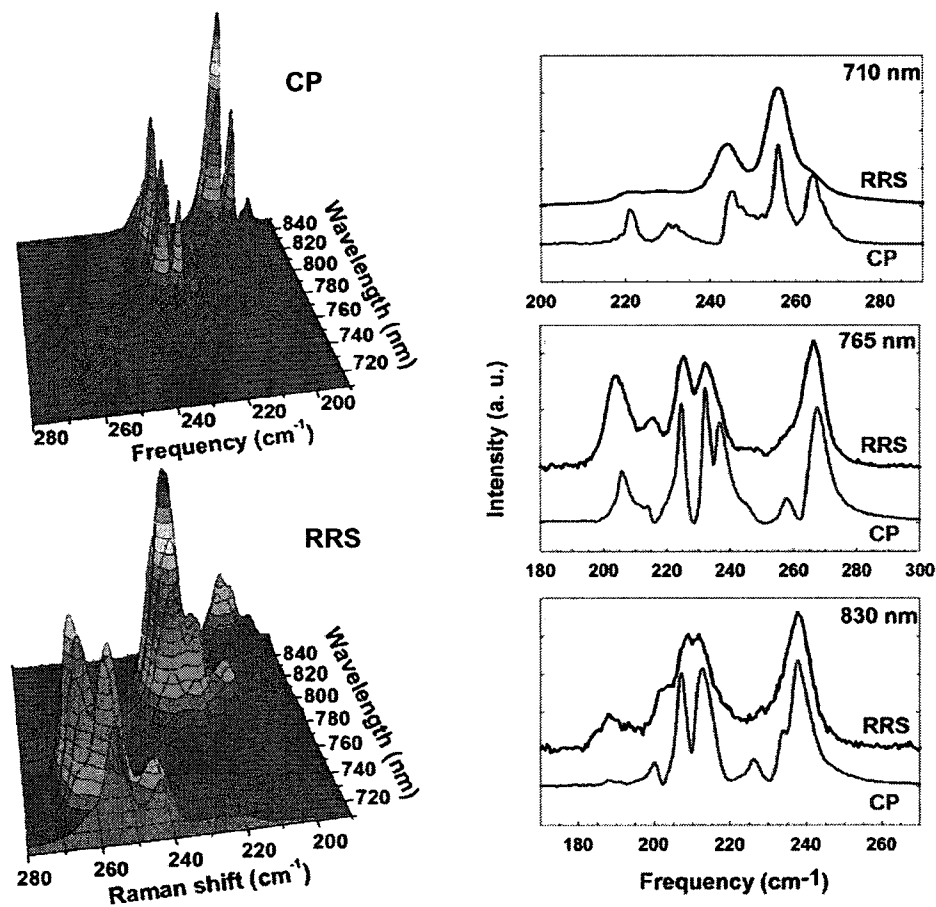 CP
Wavelength (nm)
840
820
800
780
760
740
720
280
260
240
220
200
Frequency (cm-1)
RRS
Wavelength (nm)
840
820
800
780
760
740
720
280
260
240
220
200
Raman shift (cm-1)
Intensity (a. u.)
710 nm
RRS
CP
200 220 240 260 280
765 nm
RRS
CP
180 200 220 240 260 280 300
830 nm
RRS
CP
180 200 220 240 260
Frequency (cm-1)